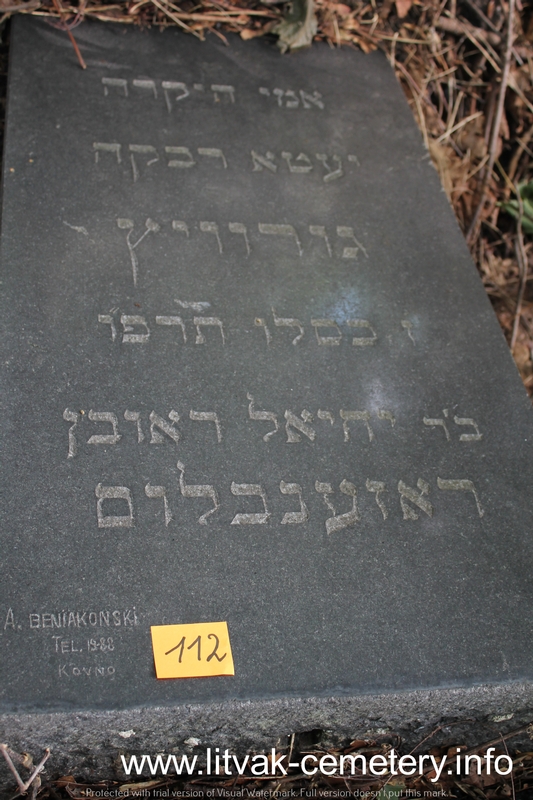 אמי היקרה
יעטא רבקה
גורוויץ
ז. כסלו תרפ״ו
ב״ר יחיאל ראובן
ראזענבלום
A. BENIAKONSKI
TEL. 1988
KOVNO
112
www.litvak-cemetery.info
Protected with trial version of Visual Watermark. Full version doesn't put this mark.